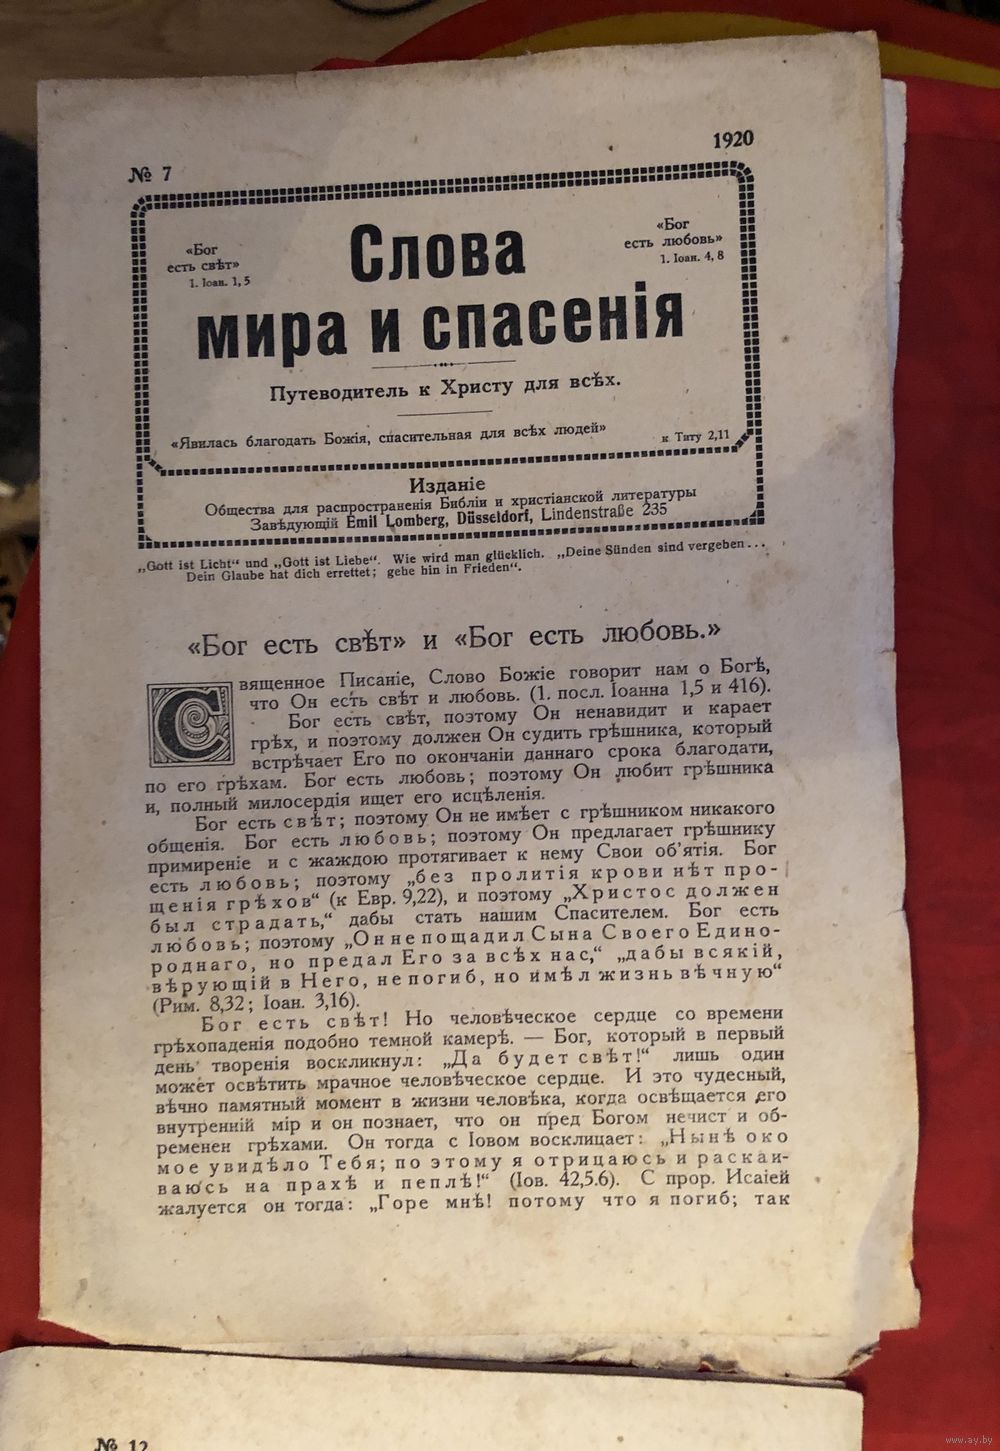 № 7
1920
«Бог
есть свѣт»
1. Іоан. 1,5
Слова
мира и спасенія
«Бог
есть любовь»
1. Іоан. 4, 8
Путеводитель к Христу для всѣх.
«Явилась благодать Божія, спасительная для всѣх людей»
к Титу 2,11
Изданіе
Общества для распространенія Библіи и христіанской литературы
Завѣдующій Emil Lomberg, Düsseldorf, Lindenstraße 235
„Gott ist Licht“ und „Gott ist Liebe“. Wie wird man glücklich. „Deine Sünden sind vergeben...
Dein Glaube hat dich errettet; gehe hin in Frieden“.
«Бог есть свѣт» и «Бог есть любовь.»
Священное Писаніе, Слово Божіе говорит нам о Богѣ,
что Он есть свѣт и любовь. (1. посл. Іоанна 1,5 и 416).
Бог есть свѣт, поэтому Он ненавидит и карает
грѣх, и поэтому должен Он судить грѣшника, который
встрѣчает Его по окончаніи даннаго срока благодати,
по его грѣхам. Бог есть любовь; поэтому Он любит грѣшника
и, полный милосердія ищет его исцѣленія.
Бог есть свѣт; поэтому Он не имѣет с грѣшником никакого
общенія. Бог есть любовь; поэтому Он предлагает грѣшнику
примиреніе и с жаждою протягивает к нему Свои об'ятія. Бог
есть любовь; поэтому „без пролитія крови нѣт про-
щенія грѣхов“ (к Евр. 9,22), и поэтому „Христос должен
был страдать,“ дабы стать нашим Спасителем. Бог есть
любовь; поэтому „Он не пощадил Сына Своего Едино-
роднаго, но предал Его за всѣх нас,“ „дабы всякій,
вѣрующій в Него, не погиб, но имѣл жизнь вѣчную“
(Рим. 8,32; Іоан. 3,16).
Бог есть свѣт! Но человѣческое сердце со времени
грѣхопаденія подобно темной камерѣ. — Бог, который в первый
день творенія воскликнул: „Да будет свѣт!“ лишь один
может освѣтить мрачное человѣческое сердце. И это чудесный,
вѣчно памятный момент в жизни человѣка, когда освѣщается его
внутренній мір и он познает, что он пред Богом нечист и об-
ременен грѣхами. Он тогда с Іовом восклицает: „Нынѣ око
мое увидѣло Тебя; по этому я отрицаюсь и раскаи-
ваюсь на прахѣ и пеплѣ!“ (Іов. 42,5.6). С прор. Исаіей
жалуется он тогда: „Горе мнѣ! потому что я погиб; так
№ 12
www.ay.by